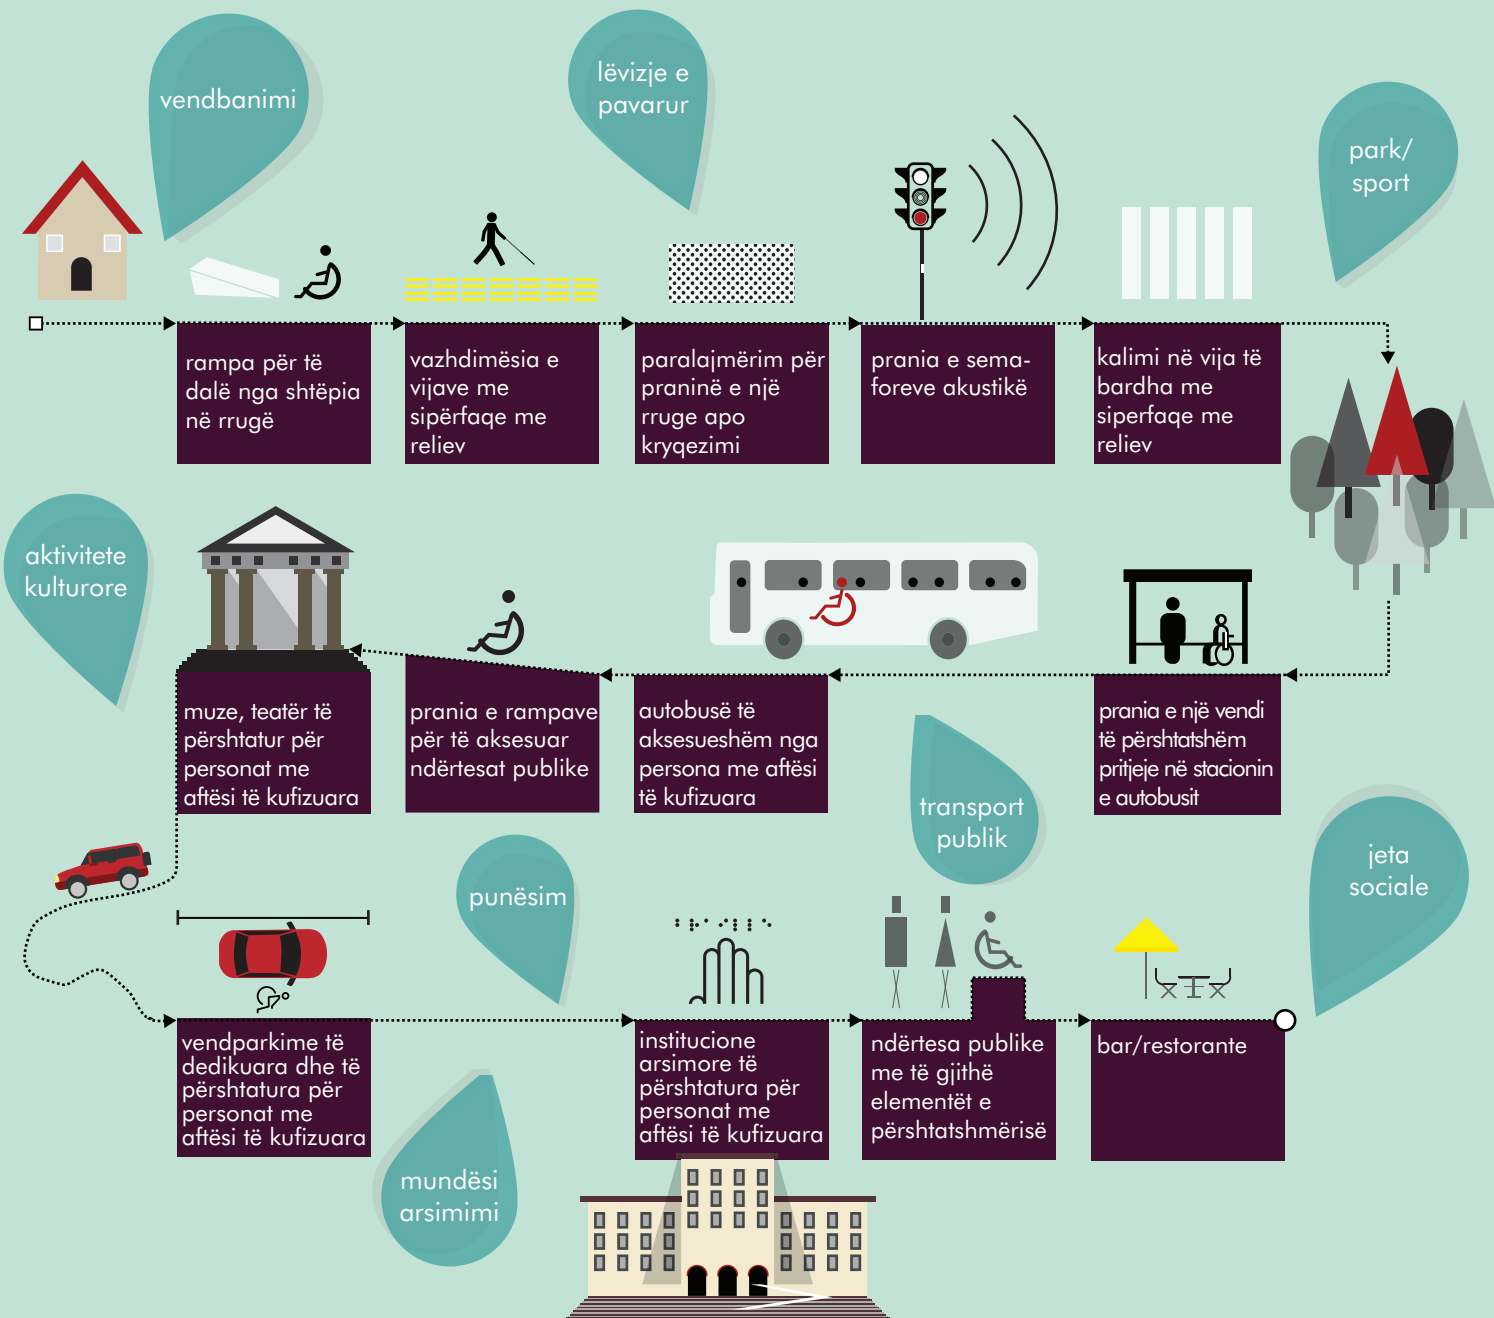 vendbanimi
lëvizje e
pavarur
park/
sport
rampa për të
dalë nga shtëpia
në rrugë
vazhdimësia e
vijave me
sipërfaqe me
reliev
paralajmërim për
praninë e një
rruge apo
kryqezimi
prania e sema-
foreve akustikë
kalimi në vija të
bardha me
siperfaqe me
reliev
aktivitete
kulturore
muze, teatër të
përshtatur për
personat me
aftësi të kufizuara
prania e rampave
për të aksesuar
ndërtesat publike
autobusë të
aksesueshëm nga
persona me aftësi
të kufizuara
prania e një vendi
të përshtatshëm
pritjeje në stacionin
e autobusit
transport
publik
jeta
sociale
punësim
vendparkime të
dedikuara dhe të
përshtatura për
personat me
aftësi të kufizuara
institucione
arsimore të
përshtatura për
personat me
aftësi të kufizuara
ndërtesa publike
me të gjithë
elementët e
përshtatshmërisë
bar/restorante
mundësi
arsimimi